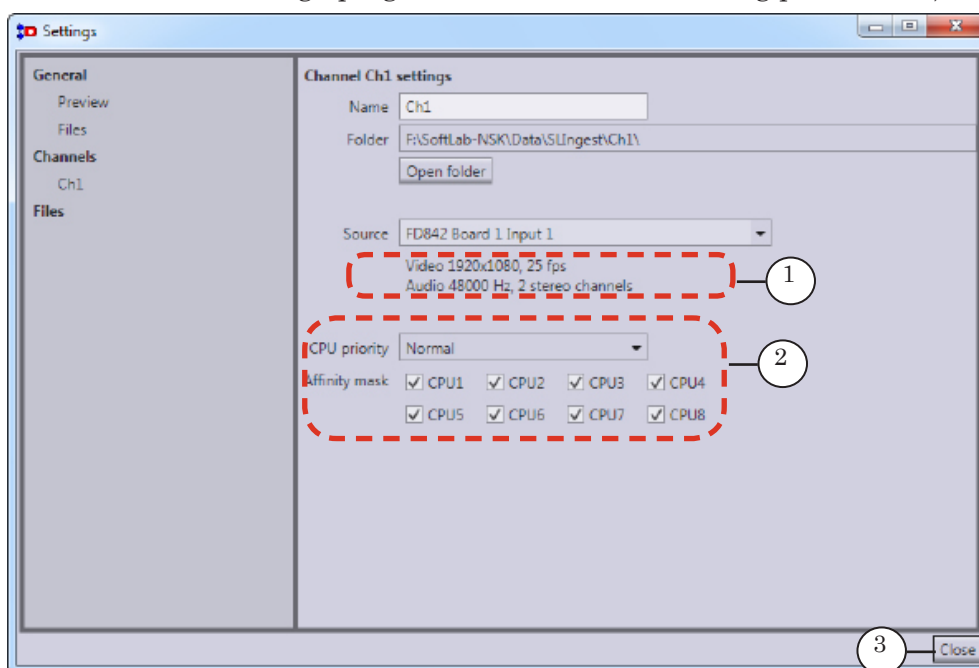 Settings
General
Preview
Files
Channels
Ch1
Files
Channel Ch1 settings
Name Ch1
Folder F:\SoftLab-NSK\Data\SLIngest\Ch1\
Open folder
Source FD842 Board 1 Input 1
Video 1920x1080, 25 fps
Audio 48000 Hz, 2 stereo channels
1
CPU priority Normal
2
Affinity mask CPU1 CPU2 CPU3 CPU4
CPU5 CPU6 CPU7 CPU8
3
Close